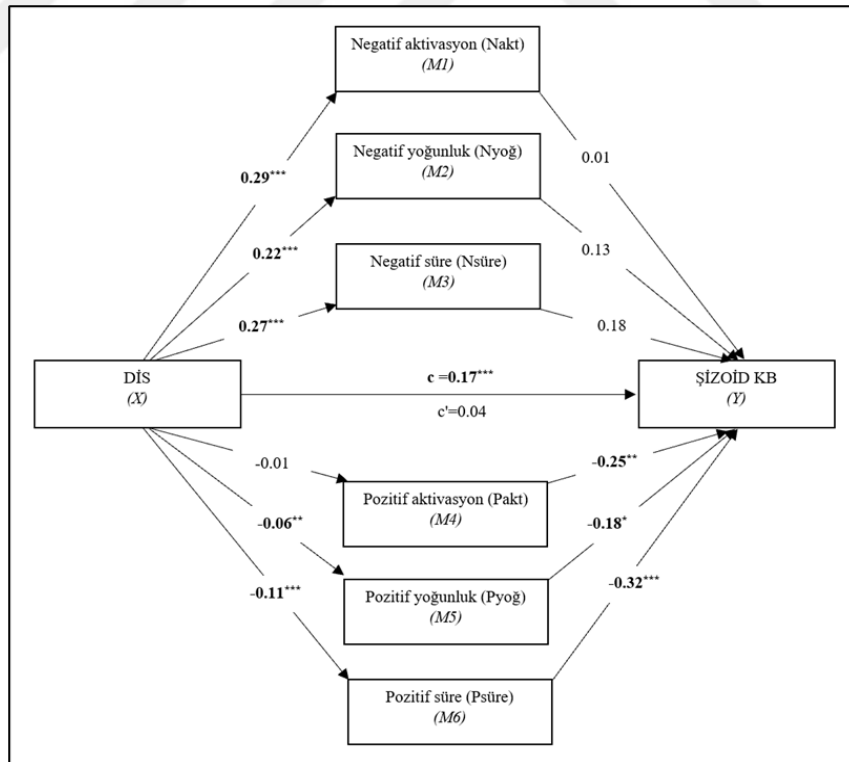 Negatif aktivasyon (Nakt)
(M1)
Negatif yoğunluk (Nyoğ)
(M2)
0.01
0.29***
Negatif süre (Nsüre)
(M3)
0.22***
0.13
0.27***
0.18
DİS
(X)
c =0.17***
c'=0.04
ŞİZOİD KB
(Y)
-0.01
-0.25**
Pozitif aktivasyon (Pakt)
(M4)
-0.06**
-0.18*
-0.11***
Pozitif yoğunluk (Pyoğ)
(M5)
-0.32***
Pozitif süre (Psüre)
(M6)